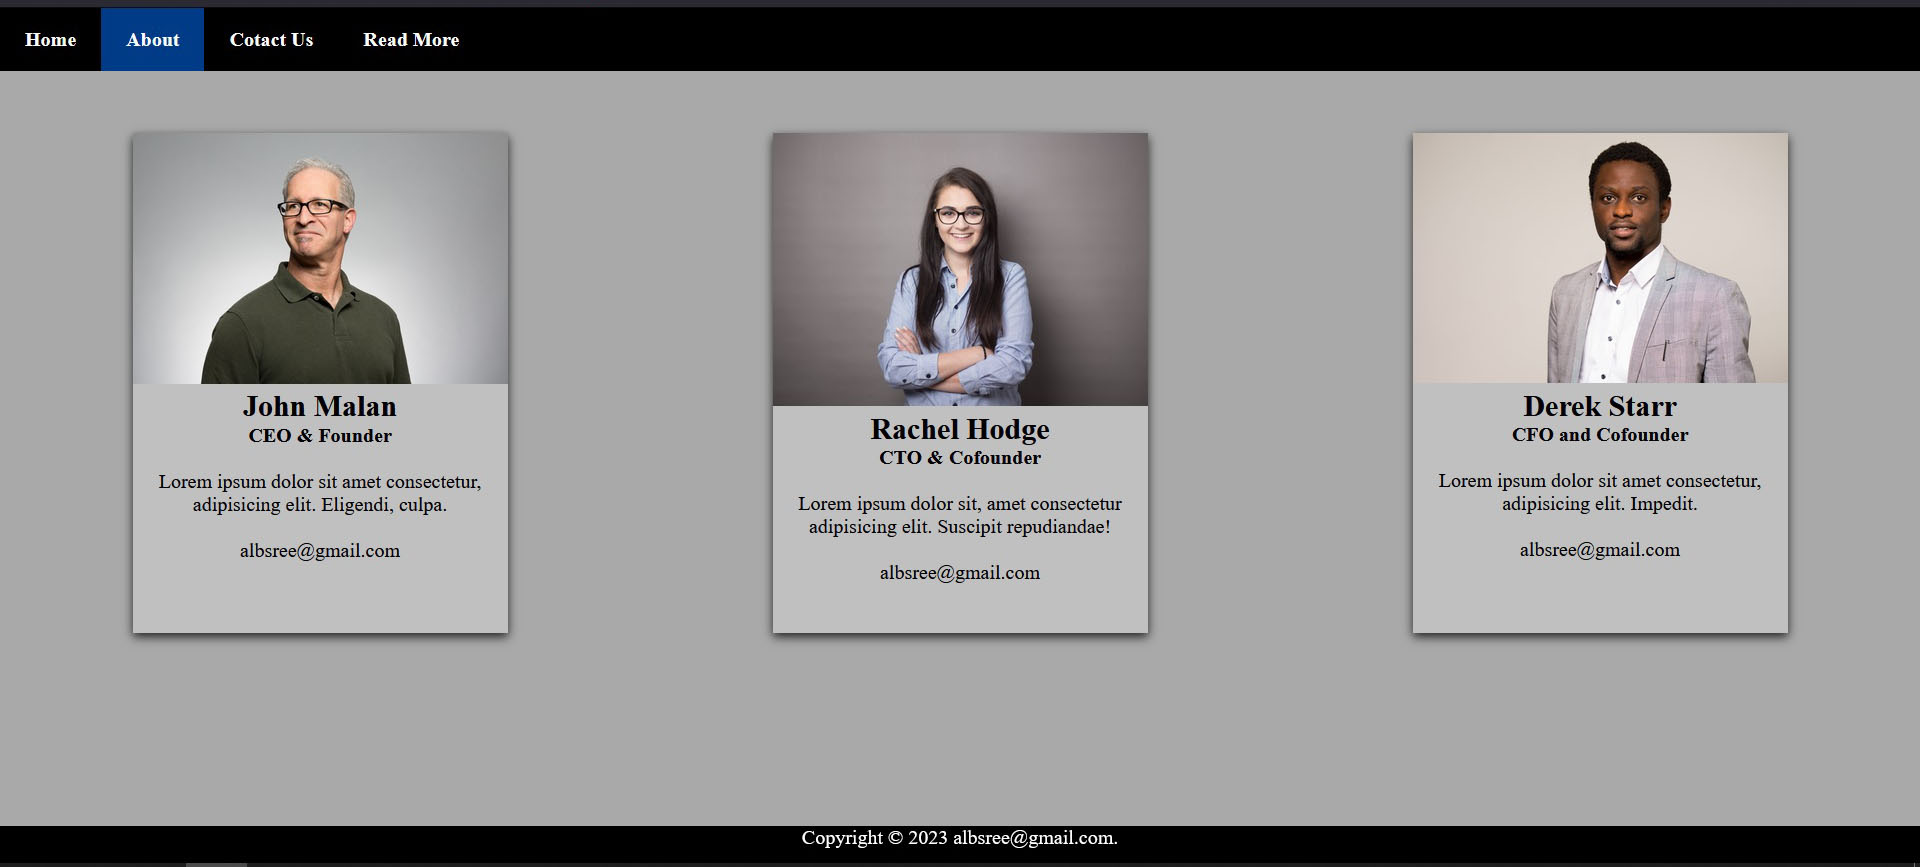 Home About Cotact Us Read More
John Malan
CEO & Founder
Lorem ipsum dolor sit amet consectetur,
adipisicing elit. Eligendi, culpa.
albsree@gmail.com
Rachel Hodge
CTO & Cofounder
Lorem ipsum dolor sit, amet consectetur
adipisicing elit. Suscipit repudiandae!
albsree@gmail.com
Derek Starr
CFO and Cofounder
Lorem ipsum dolor sit amet consectetur,
adipisicing elit. Impedit.
albsree@gmail.com
Copyright © 2023 albsree@gmail.com.